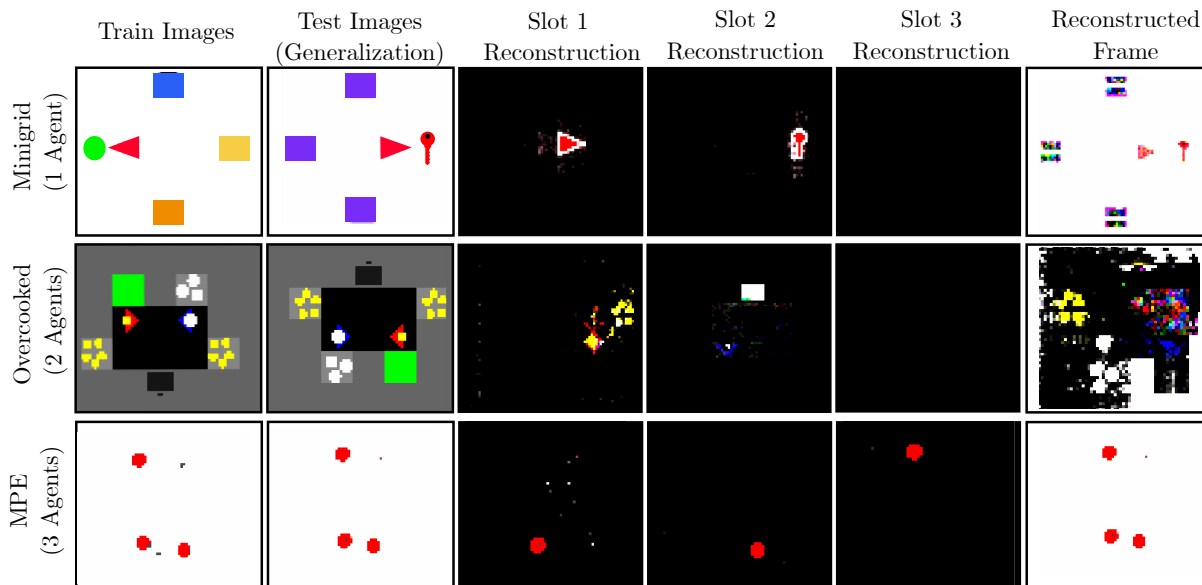 Train Images
Test Images
(Generalization)
Slot 1
Reconstruction
Slot 2
Reconstruction
Slot 3
Reconstruction
Reconstructed
Frame
Minigrid
(1 Agent)
Overcooked
(2 Agents)
MPE
(3 Agents)